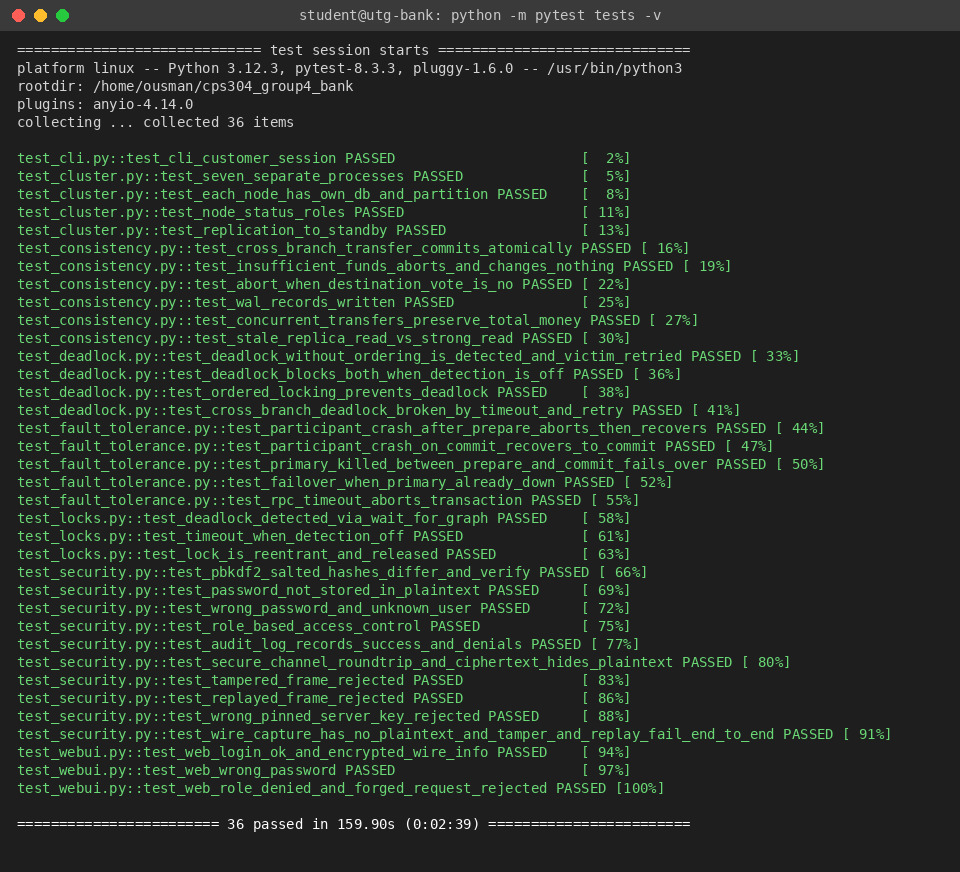 student@utg-bank: python -m pytest tests -v
============================= test session starts ==============================
platform linux -- Python 3.12.3, pytest-8.3.3, pluggy-1.6.0 -- /usr/bin/python3
rootdir: /home/ousman/cps304_group4_bank
plugins: anyio-4.14.0
collecting ... collected 36 items
test_cli.py::test_cli_customer_session PASSED                      [  2%]
test_cluster.py::test_seven_separate_processes PASSED              [  5%]
test_cluster.py::test_each_node_has_own_db_and_partition PASSED    [  8%]
test_cluster.py::test_node_status_roles PASSED                     [ 11%]
test_cluster.py::test_replication_to_standby PASSED                [ 13%]
test_consistency.py::test_cross_branch_transfer_commits_atomically PASSED [ 16%]
test_consistency.py::test_insufficient_funds_aborts_and_changes_nothing PASSED [ 19%]
test_consistency.py::test_abort_when_destination_vote_is_no PASSED [ 22%]
test_consistency.py::test_wal_records_written PASSED               [ 25%]
test_consistency.py::test_concurrent_transfers_preserve_total_money PASSED [ 27%]
test_consistency.py::test_stale_replica_read_vs_strong_read PASSED [ 30%]
test_deadlock.py::test_deadlock_without_ordering_is_detected_and_victim_retried PASSED [ 33%]
test_deadlock.py::test_deadlock_blocks_both_when_detection_is_off PASSED [ 36%]
test_deadlock.py::test_ordered_locking_prevents_deadlock PASSED    [ 38%]
test_deadlock.py::test_cross_branch_deadlock_broken_by_timeout_and_retry PASSED [ 41%]
test_fault_tolerance.py::test_participant_crash_after_prepare_aborts_then_recovers PASSED [ 44%]
test_fault_tolerance.py::test_participant_crash_on_commit_recovers_to_commit PASSED [ 47%]
test_fault_tolerance.py::test_primary_killed_between_prepare_and_commit_fails_over PASSED [ 50%]
test_fault_tolerance.py::test_failover_when_primary_already_down PASSED [ 52%]
test_fault_tolerance.py::test_rpc_timeout_aborts_transaction PASSED [ 55%]
test_locks.py::test_deadlock_detected_via_wait_for_graph PASSED    [ 58%]
test_locks.py::test_timeout_when_detection_off PASSED              [ 61%]
test_locks.py::test_lock_is_reentrant_and_released PASSED          [ 63%]
test_security.py::test_pbkdf2_salted_hashes_differ_and_verify PASSED [ 66%]
test_security.py::test_password_not_stored_in_plaintext PASSED     [ 69%]
test_security.py::test_wrong_password_and_unknown_user PASSED      [ 72%]
test_security.py::test_role_based_access_control PASSED            [ 75%]
test_security.py::test_audit_log_records_success_and_denials PASSED [ 77%]
test_security.py::test_secure_channel_roundtrip_and_ciphertext_hides_plaintext PASSED [ 80%]
test_security.py::test_tampered_frame_rejected PASSED              [ 83%]
test_security.py::test_replayed_frame_rejected PASSED              [ 86%]
test_security.py::test_wrong_pinned_server_key_rejected PASSED     [ 88%]
test_security.py::test_wire_capture_has_no_plaintext_and_tamper_and_replay_fail_end_to_end PASSED [ 91%]
test_webui.py::test_web_login_ok_and_encrypted_wire_info PASSED    [ 94%]
test_webui.py::test_web_wrong_password PASSED                      [ 97%]
test_webui.py::test_web_role_denied_and_forged_request_rejected PASSED [100%]
======================== 36 passed in 159.90s (0:02:39) ========================